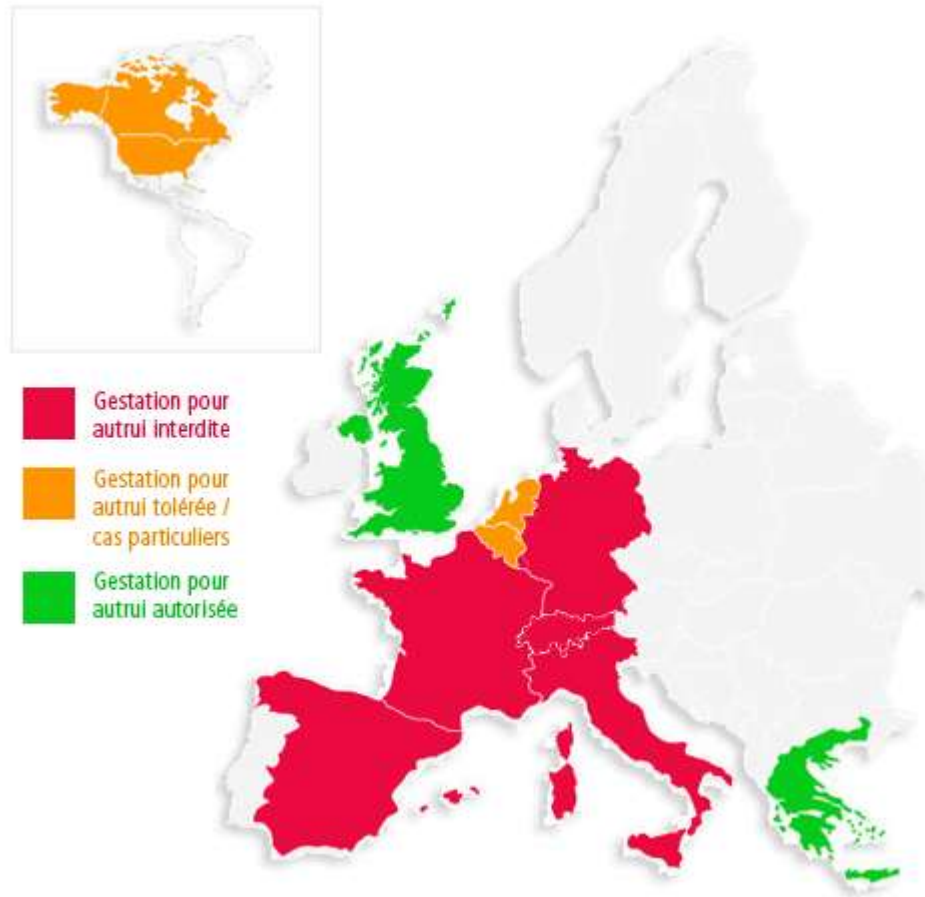 Gestation pour
autrui interdite
Gestation pour
autrui tolérée /
cas particuliers
Gestation pour
autrui autorisée